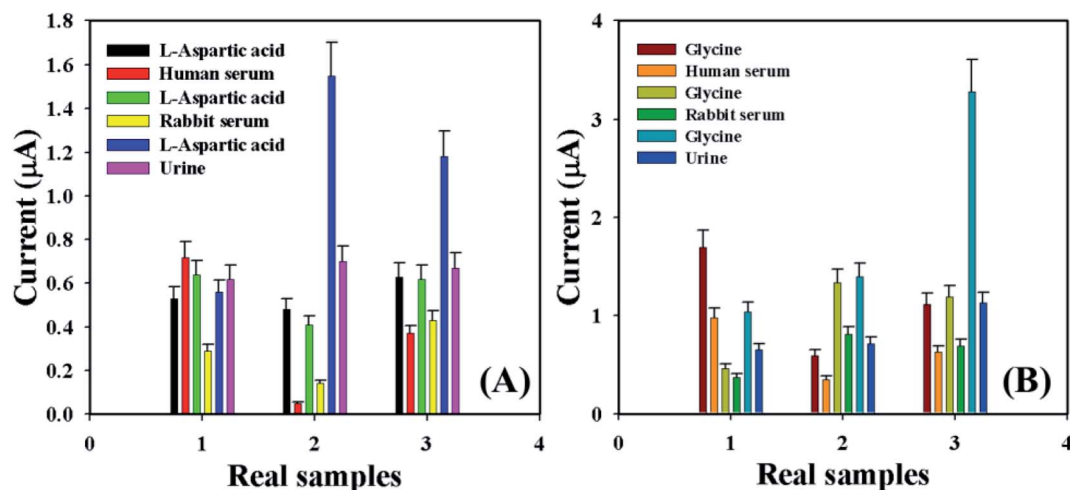 1.8
1.6
1.4
1.2
1.0
0.8
0.6
0.4
0.2
0.0
Current (μA)
L-Aspartic acid
Human serum
L-Aspartic acid
Rabbit serum
L-Aspartic acid
Urine
(A)
0 1 2 3 4
Real samples
4
3
2
1
0
Current (μA)
Glycine
Human serum
Glycine
Rabbit serum
Glycine
Urine
(B)
0 1 2 3 4
Real samples